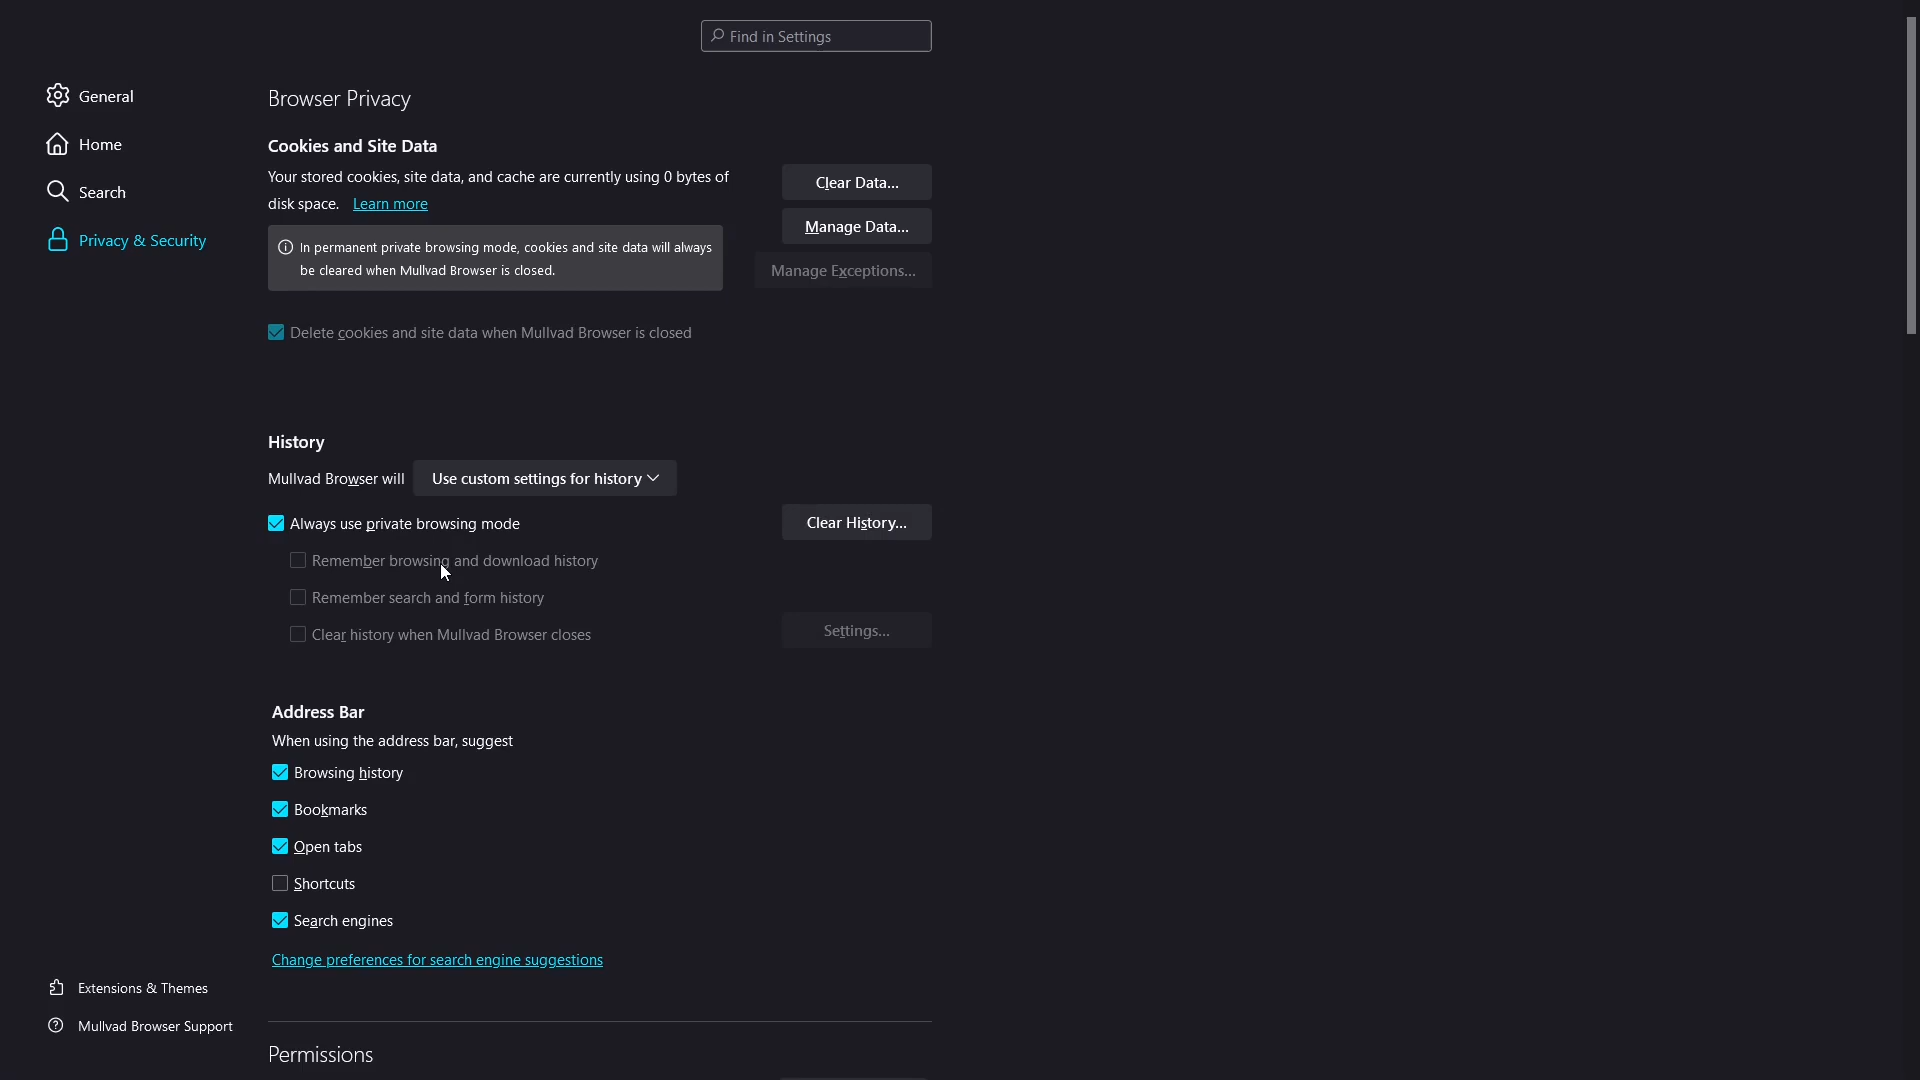 Find in Settings
General
Home
Search
Privacy & Security
Browser Privacy
Cookies and Site Data
Your stored cookies, site data, and cache are currently using 0 bytes of
disk space. Learn more
Clear Data...
Manage Data...
Manage Exceptions...
In permanent private browsing mode, cookies and site data will always
be cleared when Mullvad Browser is closed.
Delete cookies and site data when Mullvad Browser is closed
History
Mullvad Browser will Use custom settings for history
Always use private browsing mode
Clear History...
Remember browsing and download history
Remember search and form history
Clear history when Mullvad Browser closes
Settings...
Address Bar
When using the address bar, suggest
Browsing history
Bookmarks
Open tabs
Shortcuts
Search engines
Change preferences for search engine suggestions
Extensions & Themes
Mullvad Browser Support
Permissions